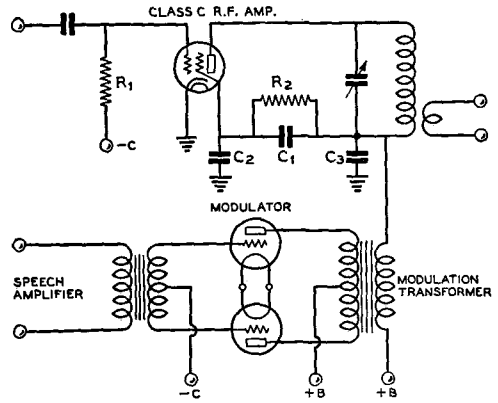 CLASS C R.F. AMP.
R1
R2
-C
C2
C1
C3
MODULATOR
SPEECH
AMPLIFIER
MODULATION
TRANSFORMER
-C
+B
+B